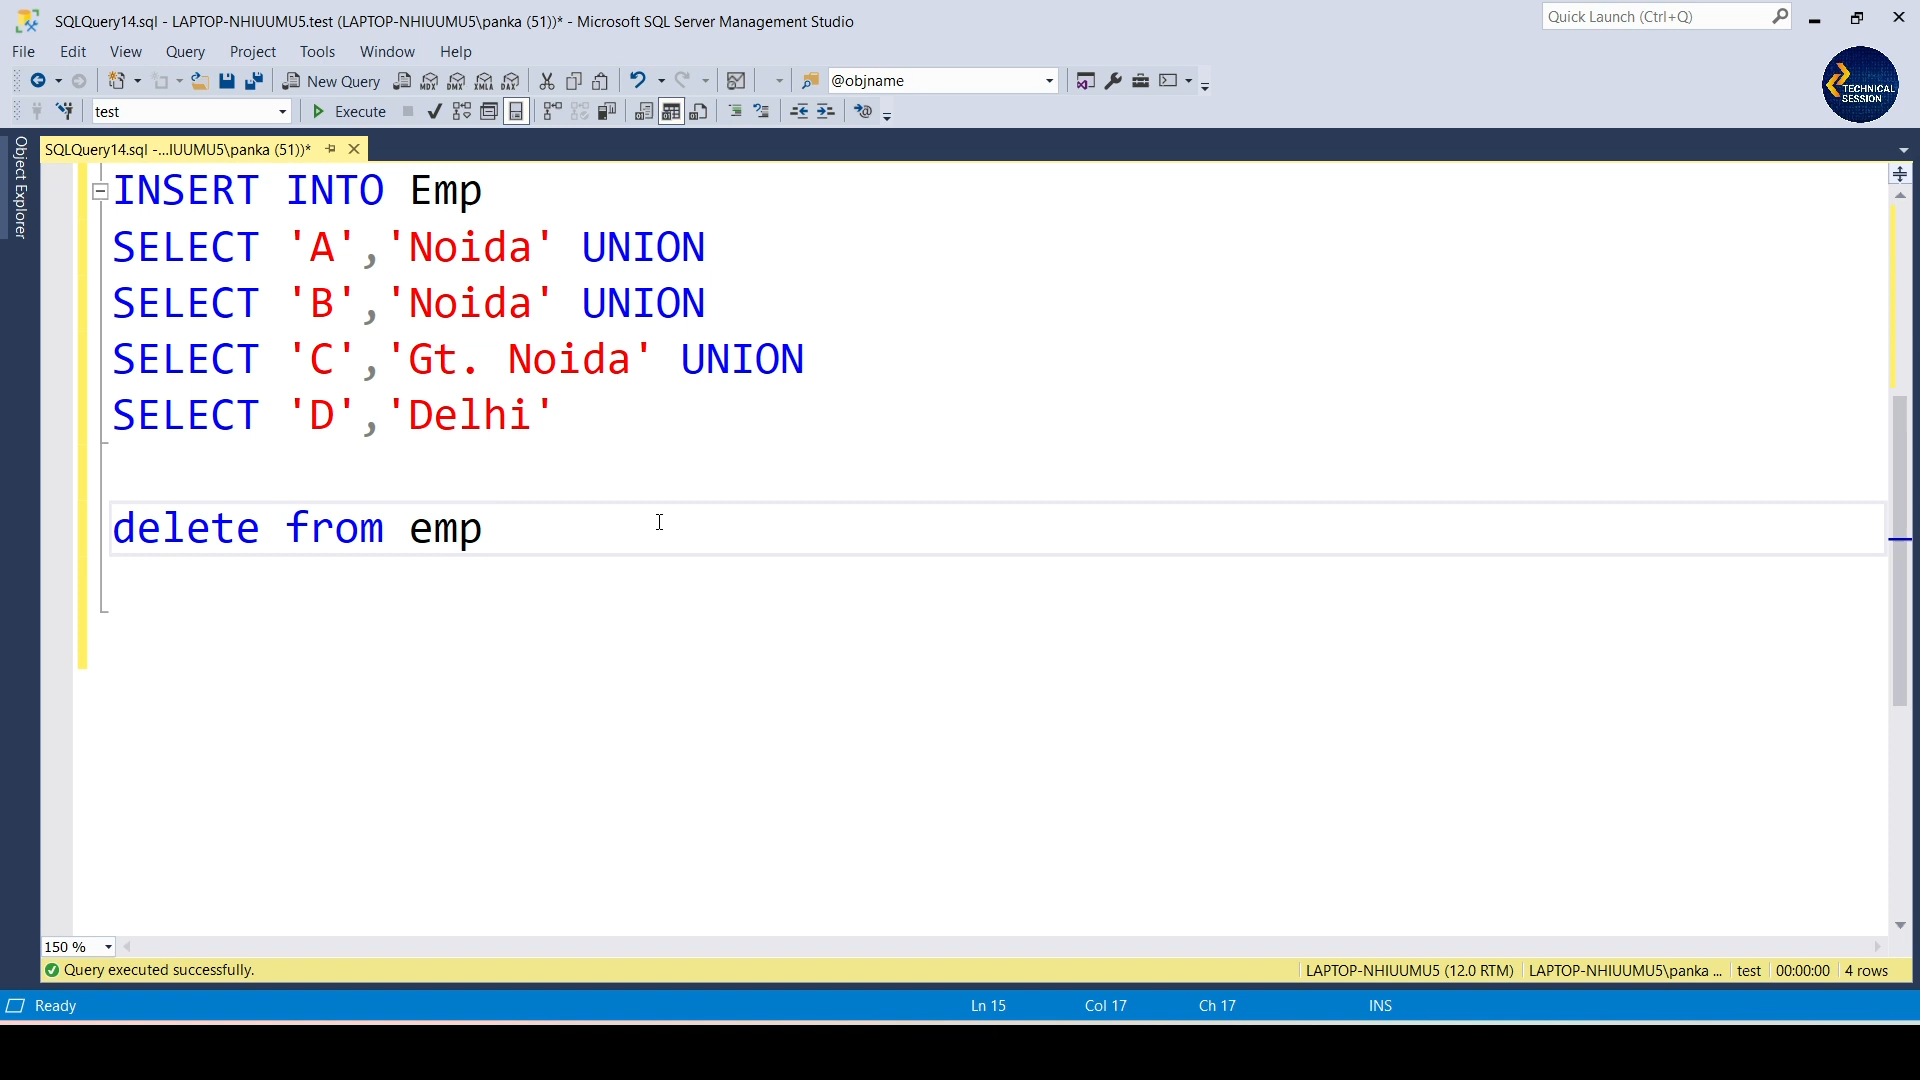 SQLQuery14.sql - LAPTOP-NHIUUMU5.test (LAPTOP-NHIUUMU5\panka (51))* - Microsoft SQL Server Management Studio
Quick Launch (Ctrl+Q)
File Edit View Query Project Tools Window Help
New Query MDX DMX XMLA DAX @objname
TECHNICAL
SESSION
test Execute
Object Explorer
SQLQuery14.sql -...IUUMU5\panka (51))*
INSERT INTO Emp
SELECT 'A','Noida' UNION
SELECT 'B','Noida' UNION
SELECT 'C','Gt. Noida' UNION
SELECT 'D','Delhi'
delete from emp
150 %
Query executed successfully. LAPTOP-NHIUUMU5 (12.0 RTM) LAPTOP-NHIUUMU5\panka ... test 00:00:00 4 rows
Ready Ln 15 Col 17 Ch 17 INS